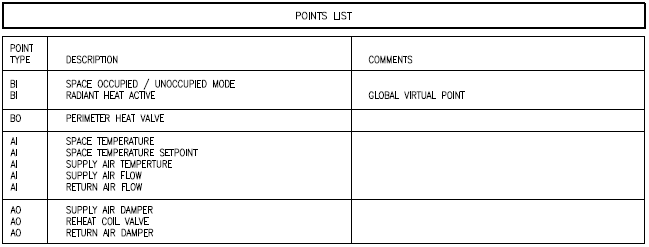 POINTS LIST
POINT
TYPE DESCRIPTION COMMENTS
BI SPACE OCCUPIED / UNOCCUPIED MODE
BI RADIANT HEAT ACTIVE GLOBAL VIRTUAL POINT
BO PERIMETER HEAT VALVE
AI SPACE TEMPERATURE
AI SPACE TEMPERATURE SETPOINT
AI SUPPLY AIR TEMPERTURE
AI SUPPLY AIR FLOW
AI RETURN AIR FLOW
AO SUPPLY AIR DAMPER
AO REHEAT COIL VALVE
AO RETURN AIR DAMPER